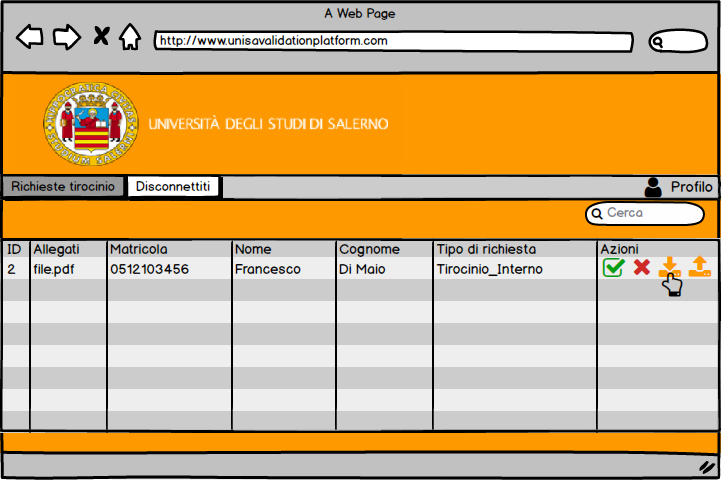 A Web Page
http://www.unisavalidationplatform.com
UNIVERSITÀ DEGLI STUDI DI SALERNO
Richieste tirocinio Disconnettiti Profilo
Cerca
ID Allegati Matricola Nome Cognome Tipo di richiesta Azioni
2 file.pdf 0512103456 Francesco Di Maio Tirocinio_Interno